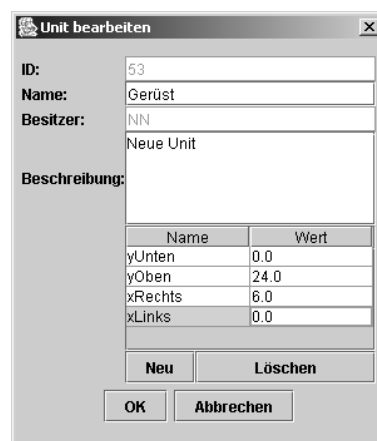 Unit bearbeiten
ID: 53
Name: Gerüst
Besitzer: NN
Beschreibung: Neue Unit
Name Wert
yUnten 0.0
yOben 24.0
xRechts 6.0
xLinks 0.0
Neu Löschen
OK Abbrechen